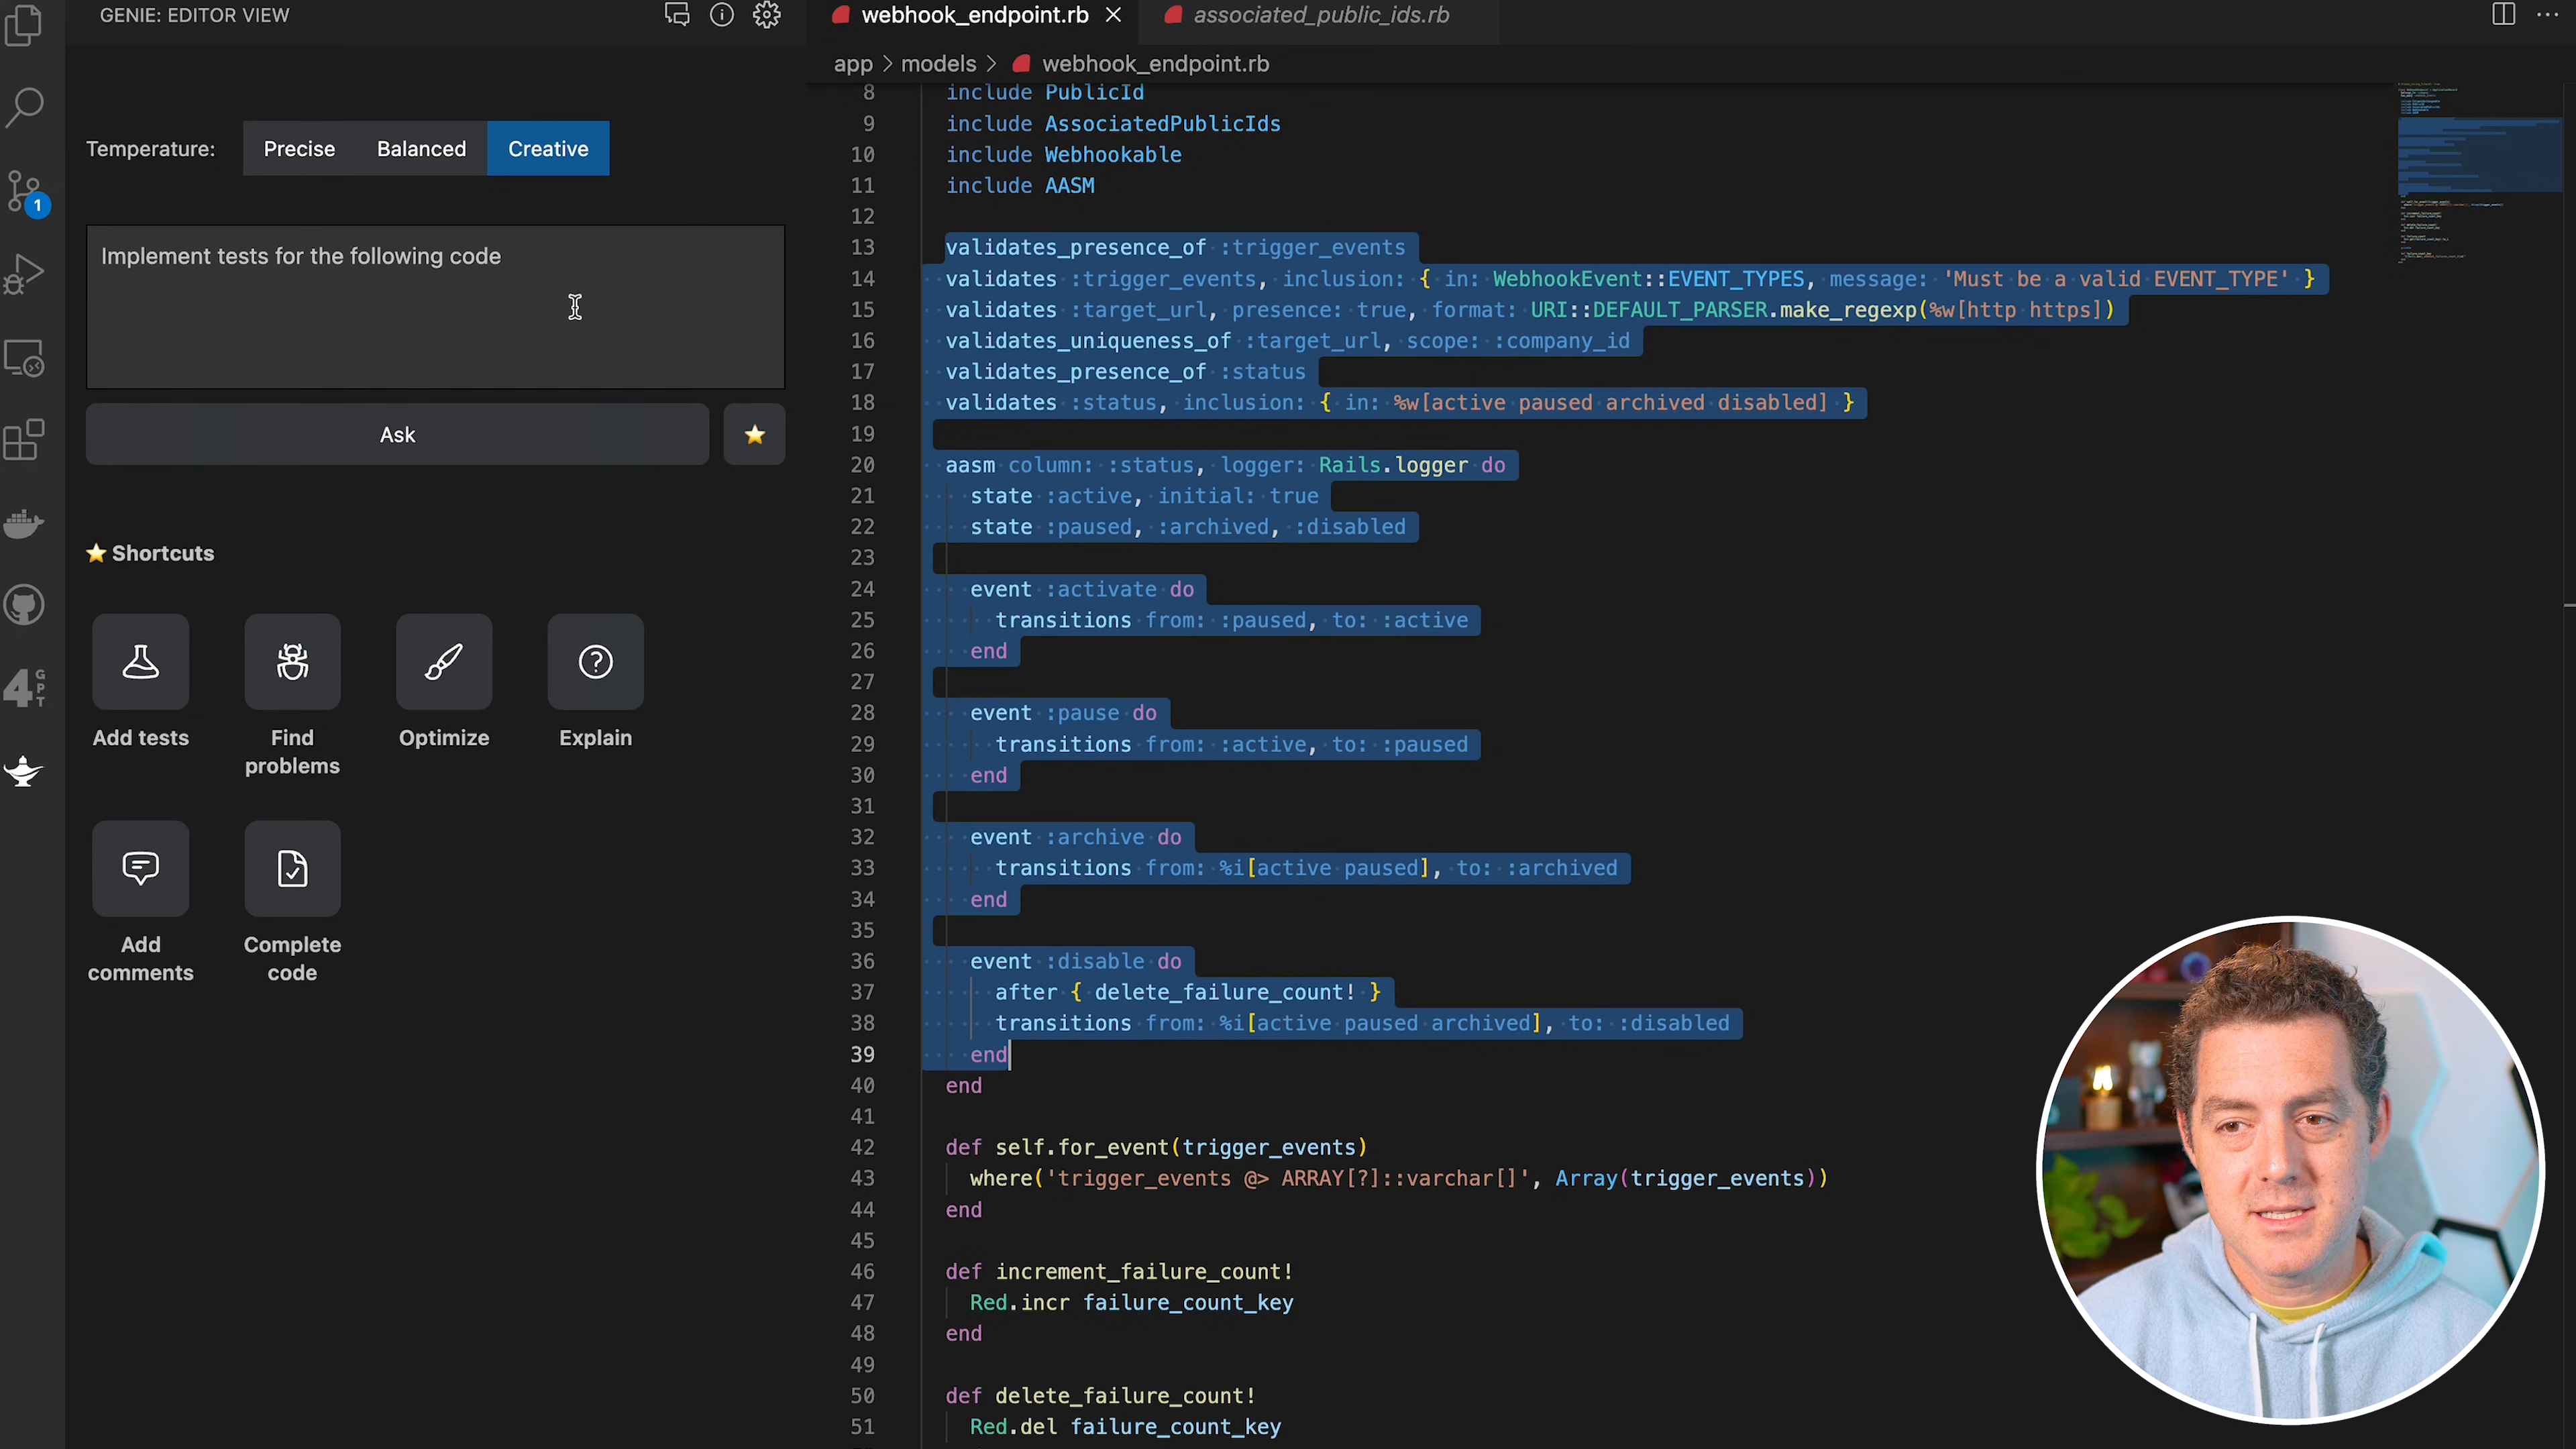 GENIE: EDITOR VIEW
webhook_endpoint.rb
associated_public_ids.rb
app > models > webhook_endpoint.rb
Temperature:
Precise
Balanced
Creative
Implement tests for the following code
Ask
Shortcuts
Add tests
Find
problems
Optimize
Explain
Add
comments
Complete
code
1
4 G
P
T
8 include PublicId
9 include AssociatedPublicIds
10 include Webhookable
11 include AASM
12
13 validates_presence_of :trigger_events
14 validates :trigger_events, inclusion: { in: WebhookEvent::EVENT_TYPES, message: 'Must be a valid EVENT_TYPE' }
15 validates :target_url, presence: true, format: URI::DEFAULT_PARSER.make_regexp(%w[http https])
16 validates_uniqueness_of :target_url, scope: :company_id
17 validates_presence_of :status
18 validates :status, inclusion: { in: %w[active paused archived disabled] }
19
20 aasm column: :status, logger: Rails.logger do
21 state :active, initial: true
22 state :paused, :archived, :disabled
23
24 event :activate do
25 transitions from: :paused, to: :active
26 end
27
28 event :pause do
29 transitions from: :active, to: :paused
30 end
31
32 event :archive do
33 transitions from: %i[active paused], to: :archived
34 end
35
36 event :disable do
37 after { delete_failure_count! }
38 transitions from: %i[active paused archived], to: :disabled
39 end
40 end
41
42 def self.for_event(trigger_events)
43 where('trigger_events @> ARRAY[?]::varchar[]', Array(trigger_events))
44 end
45
46 def increment_failure_count!
47 Red.incr failure_count_key
48 end
49
50 def delete_failure_count!
51 Red.del failure_count_key